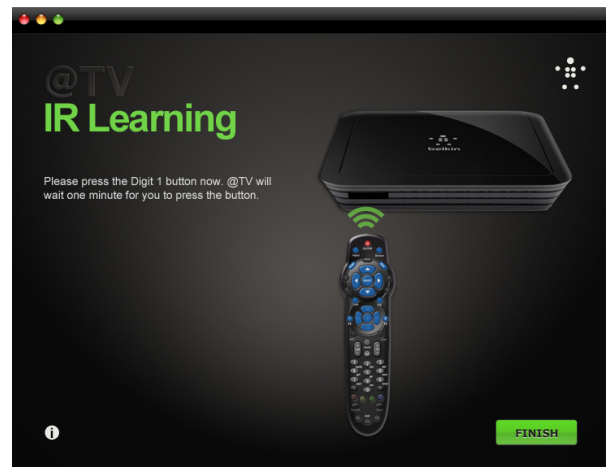 @TV
IR Learning
Please press the Digit 1 button now. @TV will
wait one minute for you to press the button.
belkin
FINISH